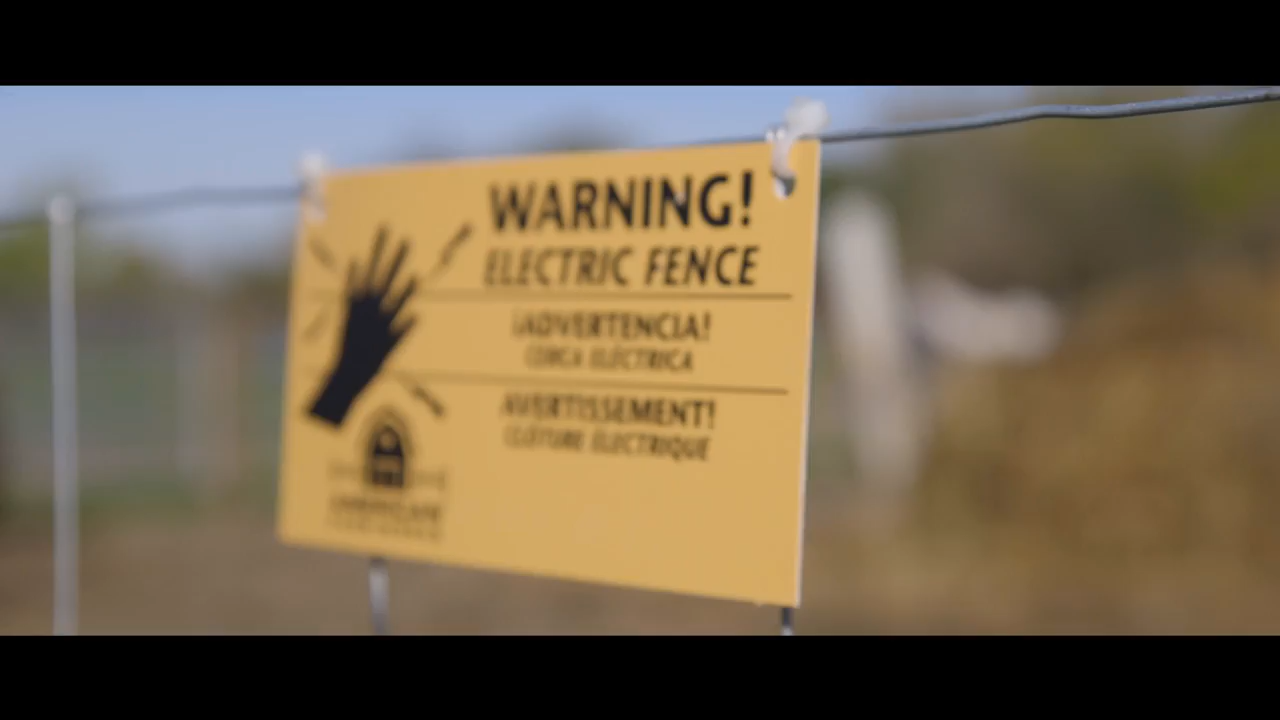 WARNING!
ELECTRIC FENCE
¡ADVERTENCIA!
CERCA ELÉCTRICA
AVERTISSEMENT!
CLÔTURE ÉLECTRIQUE